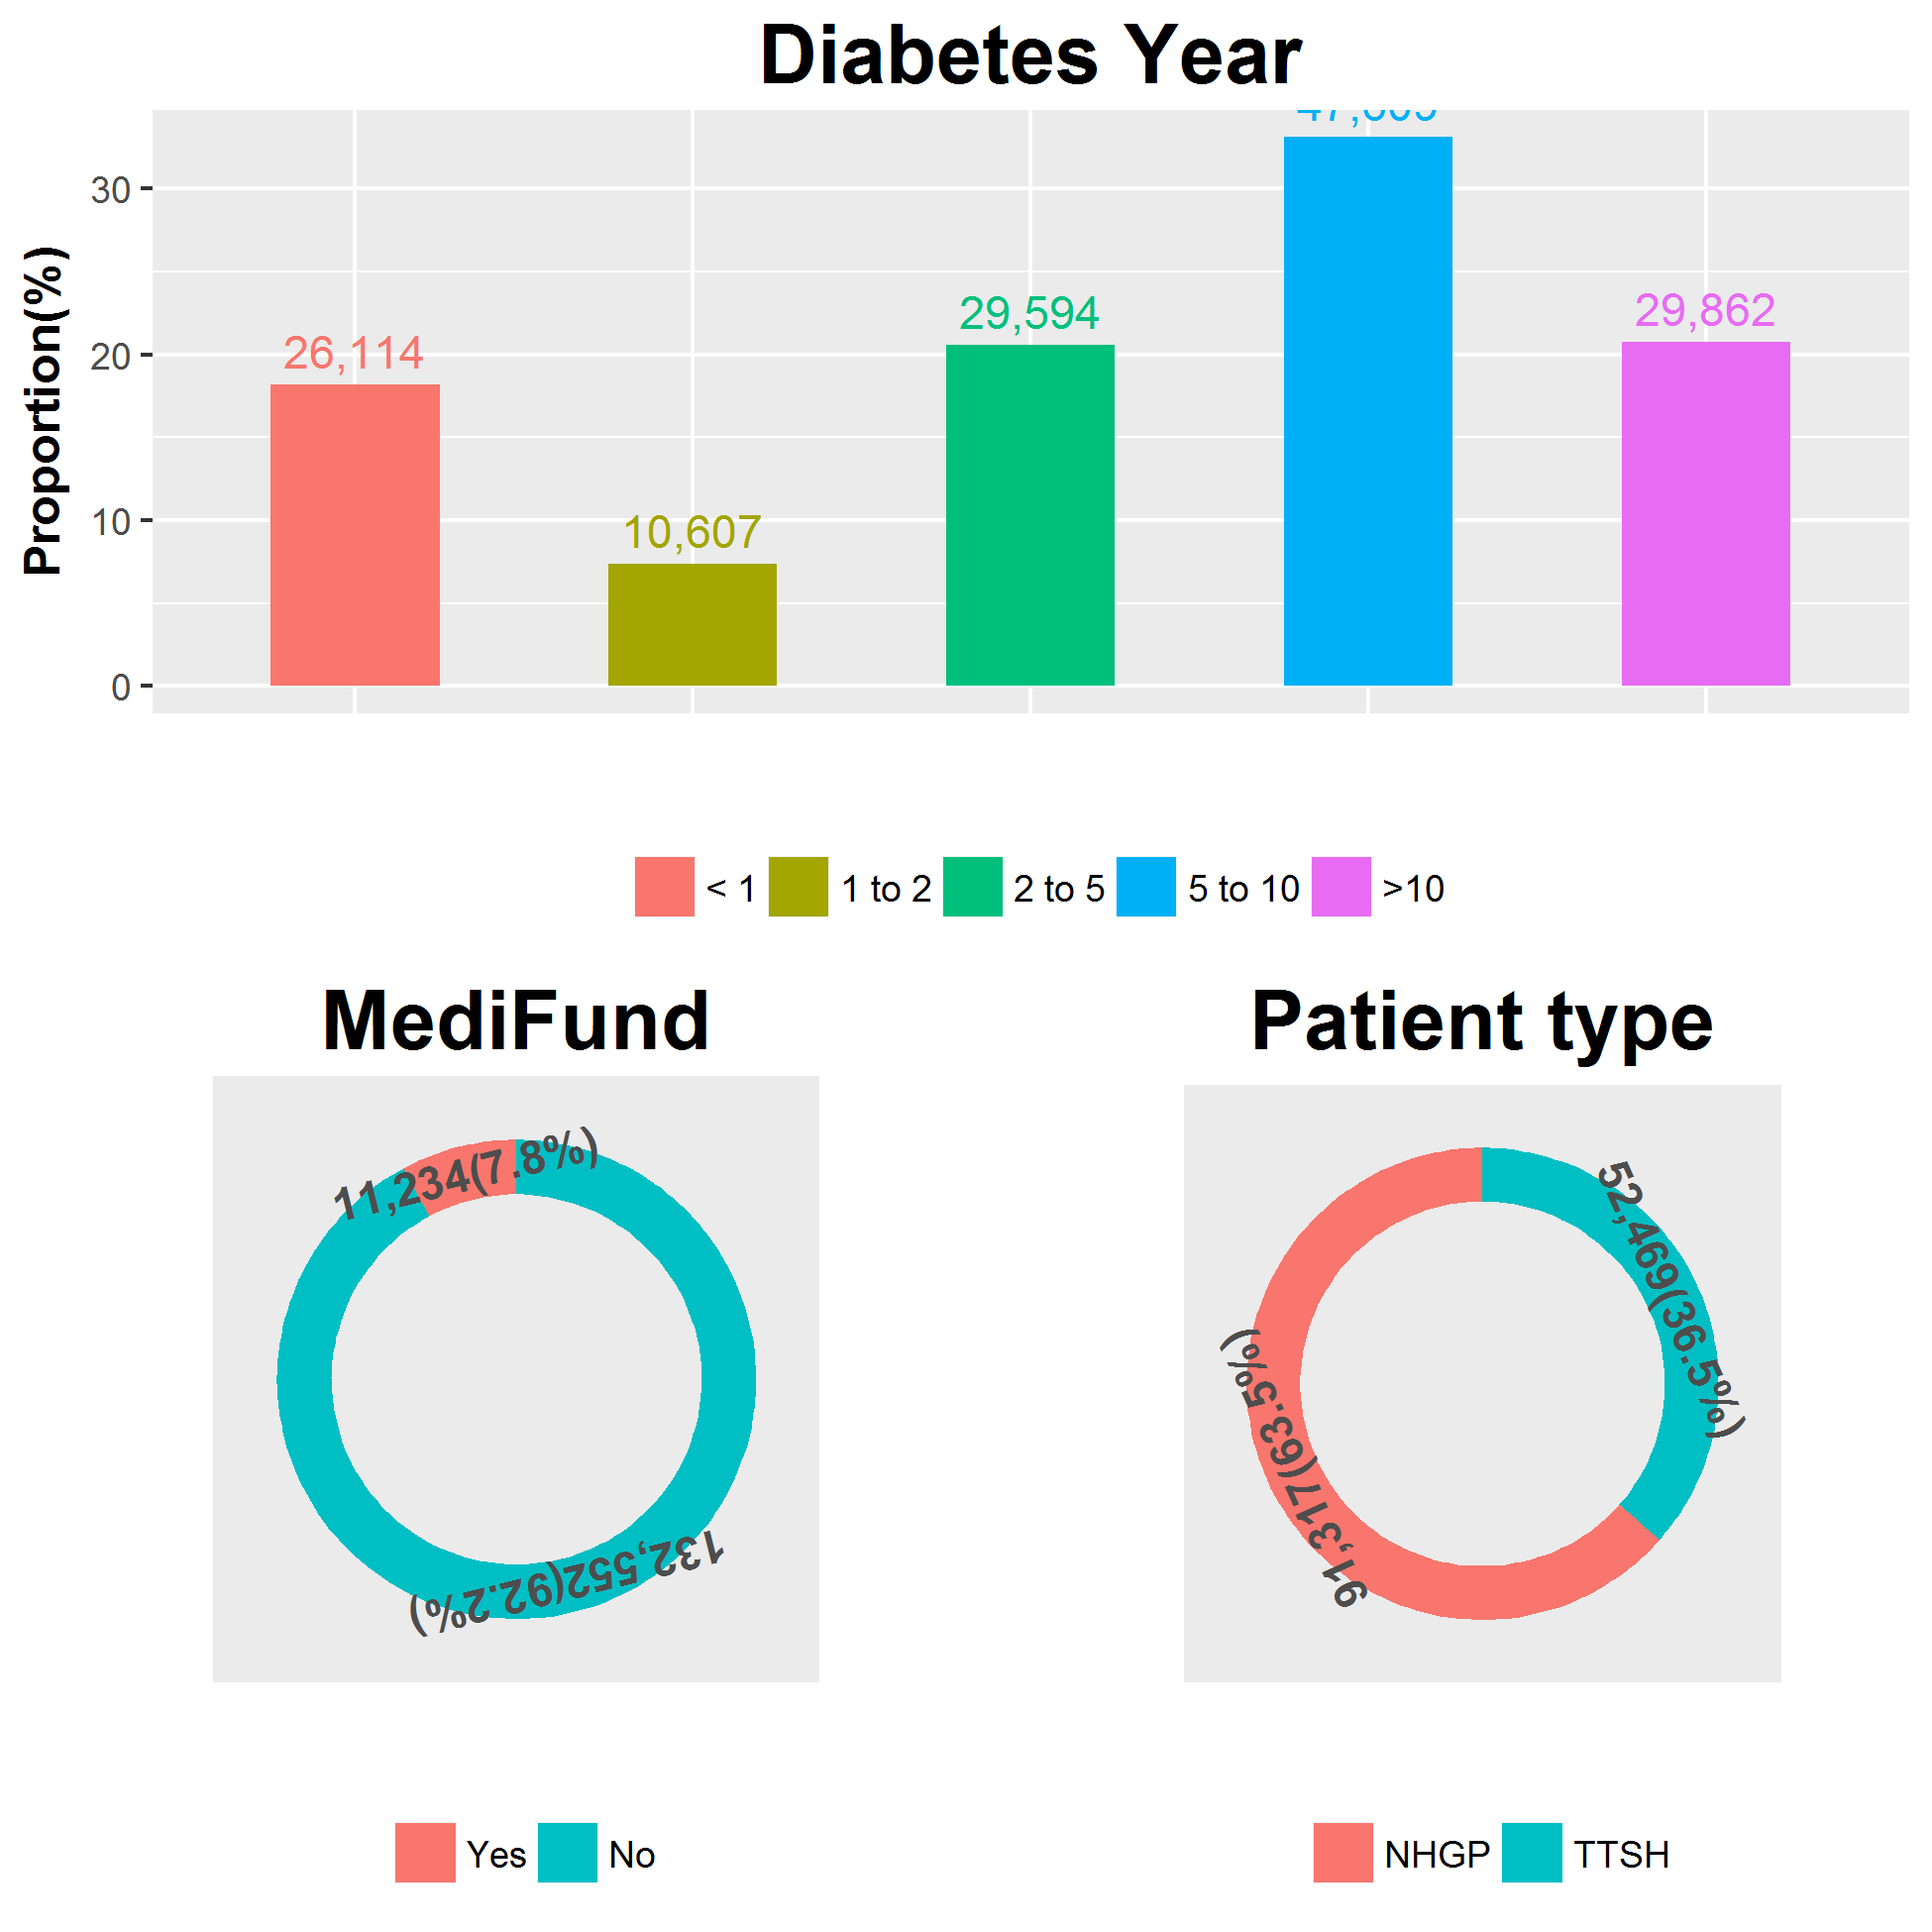 Diabetes Year
Proportion(%)
30
20
10
0
26,114
10,607
29,594
47,609
29,862
< 1
1 to 2
2 to 5
5 to 10
>10
MediFund
11,234(7.8%)
132,552(92.2%)
Yes
No
Patient type
52,469(36.5%)
91,317(63.5%)
NHGP
TTSH